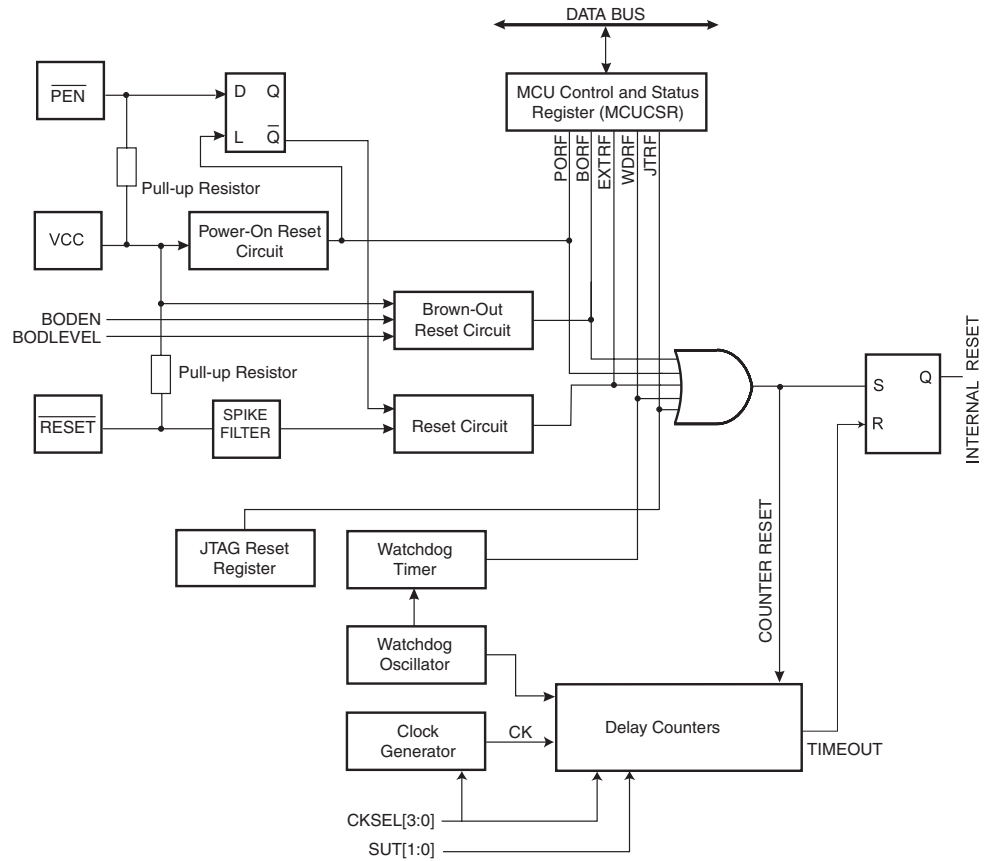 DATA BUS
MCU Control and Status
Register (MCUCSR)
PEN
D Q
L Q
PORF
BORF
EXTRF
WDRF
JTRF
Pull-up Resistor
VCC
Power-On Reset
Circuit
BODEN
BODLEVEL
Brown-Out
Reset Circuit
Pull-up Resistor
RESET
SPIKE
FILTER
Reset Circuit
S Q
R
INTERNAL RESET
JTAG Reset
Register
Watchdog
Timer
COUNTER RESET
Watchdog
Oscillator
Clock
Generator
CK
Delay Counters
TIMEOUT
CKSEL[3:0]
SUT[1:0]